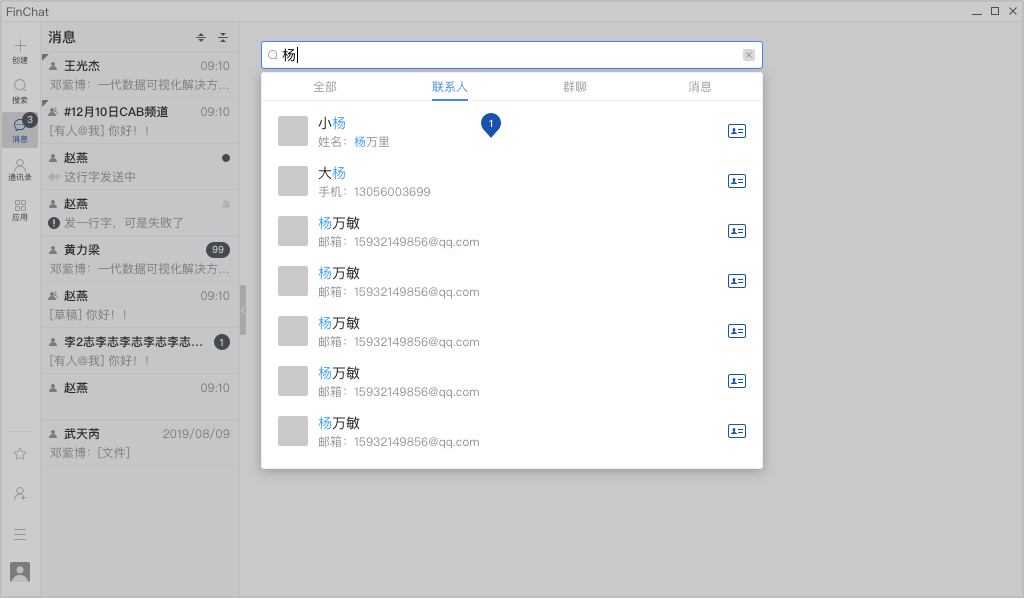 FinChat
创建
搜索
3
消息
通讯录
应用
消息
王光杰 09:10
邓紫博：一代数据可视化解决方...
#12月10日CAB频道 09:10
[有人@我] 你好！！
赵燕
这行字发送中
赵燕
发一行字，可是失败了
黄力梁 99
邓紫博：一代数据可视化解决方...
赵燕 09:10
[草稿] 你好！！
李2志李志李志李志李志... 1
[有人@我] 你好！！
赵燕 09:10
武天芮 2019/08/09
邓紫博：[文件]
杨
全部 联系人 群聊 消息
小杨
姓名：杨万里
1
大杨
手机：13056003699
杨万敏
邮箱：15932149856@qq.com
杨万敏
邮箱：15932149856@qq.com
杨万敏
邮箱：15932149856@qq.com
杨万敏
邮箱：15932149856@qq.com
杨万敏
邮箱：15932149856@qq.com